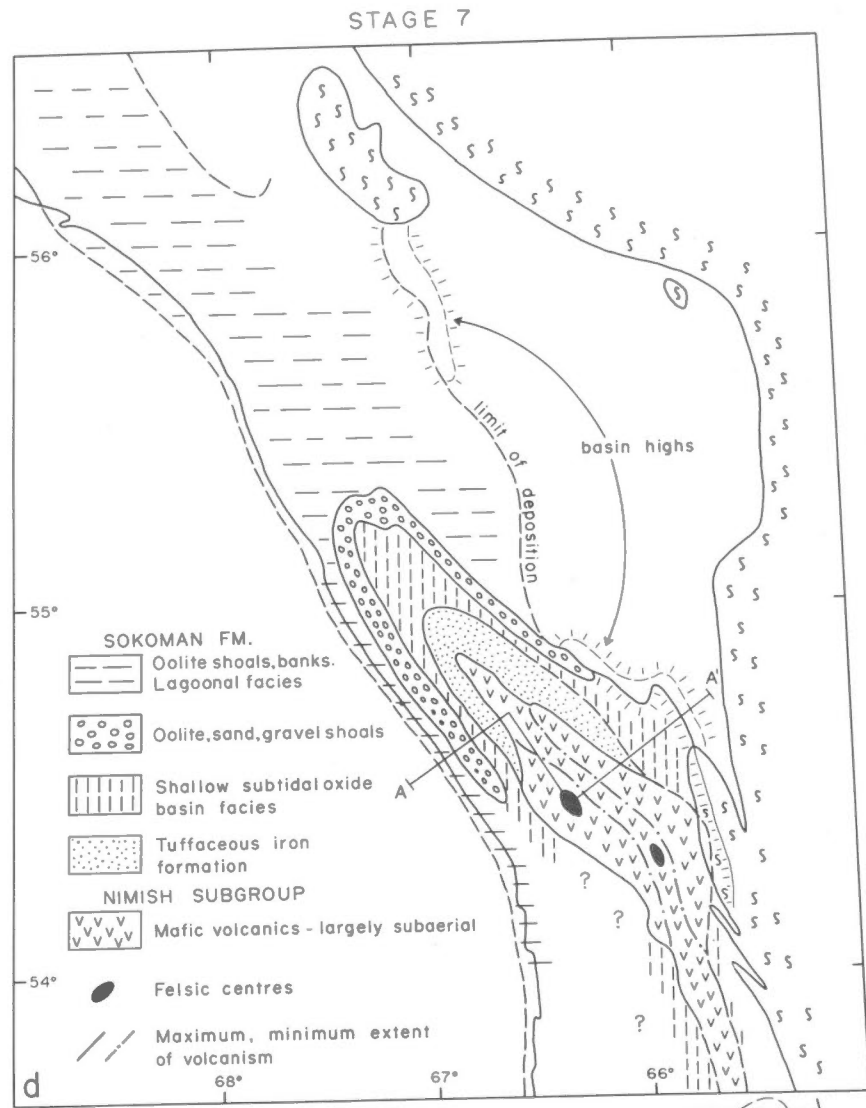 STAGE 7
56°
limit of
deposition
basin highs
55°
SOKOMAN FM.
Oolite shoals, banks.
Lagoonal facies
Oolite, sand, gravel shoals
Shallow subtidal oxide
basin facies
Tuffaceous iron
formation
NIMISH SUBGROUP
Mafic volcanics - largely subaerial
Felsic centres
Maximum, minimum extent
of volcanism
A
A'
?
?
?
54°
d
68°
67°
66°